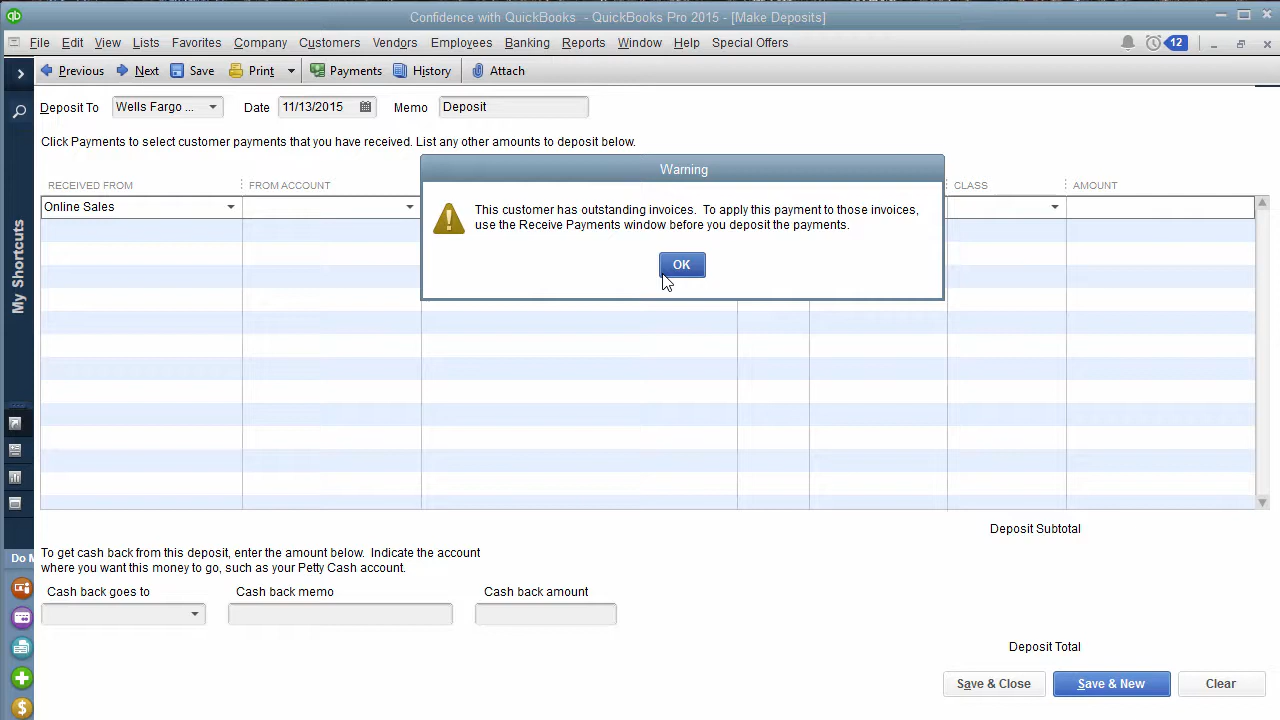 Confidence with QuickBooks - QuickBooks Pro 2015 - [Make Deposits]
File Edit View Lists Favorites Company Customers Vendors Employees Banking Reports Window Help Special Offers 12
Previous Next Save Print Payments History Attach
Deposit To Wells Fargo ... Date 11/13/2015 Memo Deposit
Click Payments to select customer payments that you have received. List any other amounts to deposit below.
Warning
RECEIVED FROM FROM ACCOUNT CLASS AMOUNT
Online Sales
This customer has outstanding invoices. To apply this payment to those invoices,
use the Receive Payments window before you deposit the payments.
OK
My Shortcuts
Deposit Subtotal
To get cash back from this deposit, enter the amount below. Indicate the account
where you want this money to go, such as your Petty Cash account.
Do M
Cash back goes to Cash back memo Cash back amount
Deposit Total
Save & Close Save & New Clear